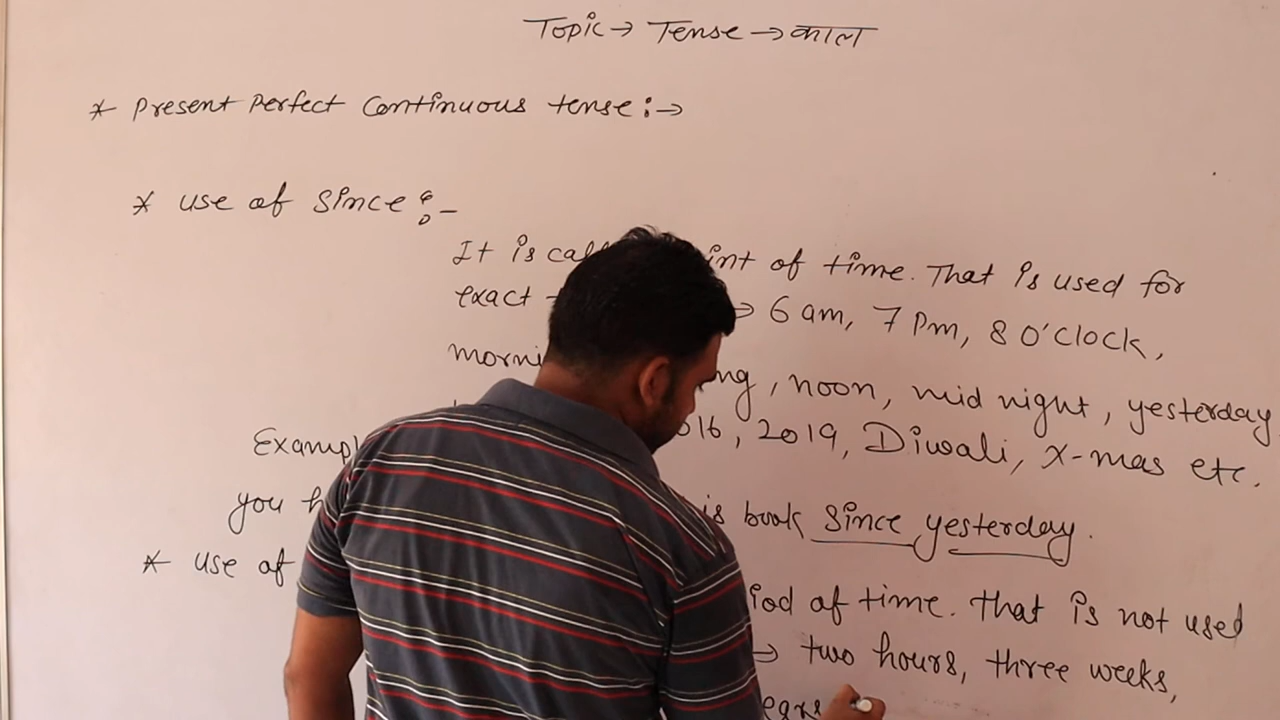 Topic → Tense → काल
* Present Perfect Continuous tense :→
* use of since :-
It is int of time. That is used for
exact → 6 am, 7 Pm, 8 O'Clock,
ng, noon, mid night, yesterday
016, 2019, Diwali, X-mas etc.
Examp
you h is book since yesterday.
* use of iod of time. that is not used
→ two hours, three weeks,
ears